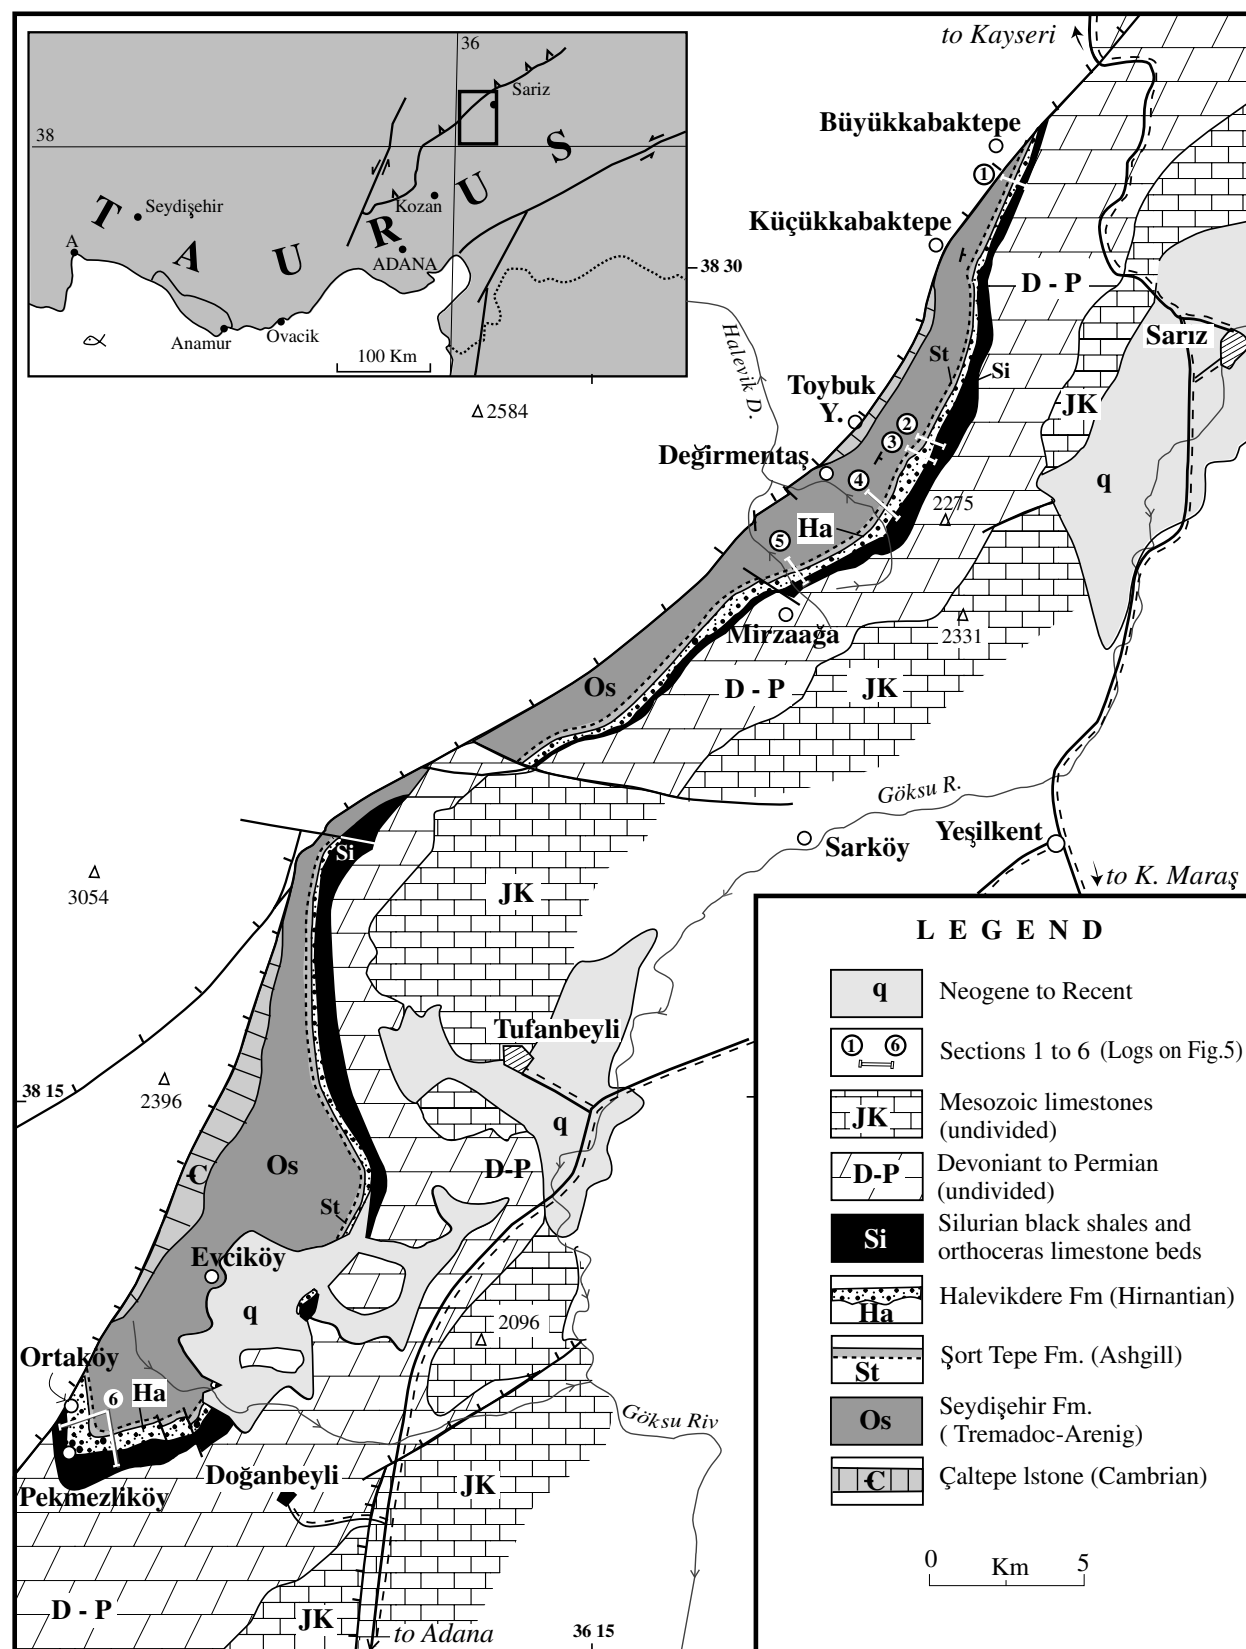 to Kayseri
36
Sariz
38
S
U
Kozan
T
Seydişehir
A
R
A
U
ADANA
Anamur
Ovacik
100 Km
38 30
Büyükkabaktepe
1
Küçükkabaktepe
D - P
Sarız
Halevik D.
St
Si
Toybuk
Y.
JK
2584
2
3
Değirmentaş
4
q
2275
Ha
5
Mirzaağa
2331
Os
D - P
JK
Göksu R.
Yeşilkent
Sarköy
Si
3054
to K. Maraş
JK
Tufanbeyli
38 15
2396
q
Os
D-P
Є
St
Evciköy
q
2096
Ortaköy
6
Ha
Göksu Riv
Doğanbeyli
Pekmezliköy
JK
D - P
JK
to Adana
36 15
LEGEND
q
Neogene to Recent
1 6
Sections 1 to 6 (Logs on Fig.5)
JK
Mesozoic limestones
(undivided)
D-P
Devoniant to Permian
(undivided)
Si
Silurian black shales and
orthoceras limestone beds
Ha
Halevikdere Fm (Hirnantian)
St
Şort Tepe Fm. (Ashgill)
Os
Seydişehir Fm.
( Tremadoc-Arenig)
Є
Çaltepe lstone (Cambrian)
0 Km 5